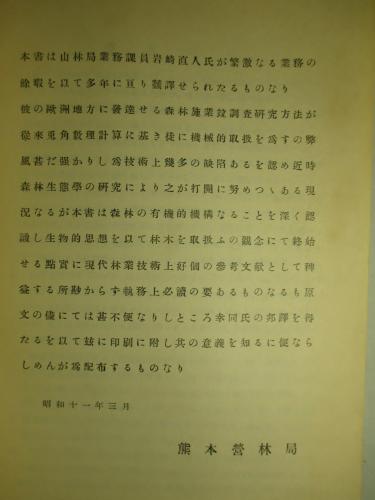 本書は山林局業務課員岩崎直人氏が繁激なる業務の
餘暇を以て多年に亘り飜譯せられたるものなり
彼の歐洲地方に發達せる森林施業竝調査研究方法が
從來兎角數理計算に基き徒に機械的取扱を爲すの弊
風甚だ强かりし爲技術上幾多の缺陷あるを認め近時
森林生態學の硏究により之が打開に努めつゝある現
況なるが本書は森林の有機的機構なることを深く認
識し生物的思想を以て林木を取扱ふの觀念にて終始
せる點實に現代林業技術上好個の參考文献として稗
益する所尠からず執務上必讀の要あるものなるも原
文の儘にては甚不便なりしところ幸同氏の邦譯を得
たるを以て玆に印刷に附し共の意義を知るに便なら
しめんが爲配布するものなり
昭和十一年三月
熊本營林局